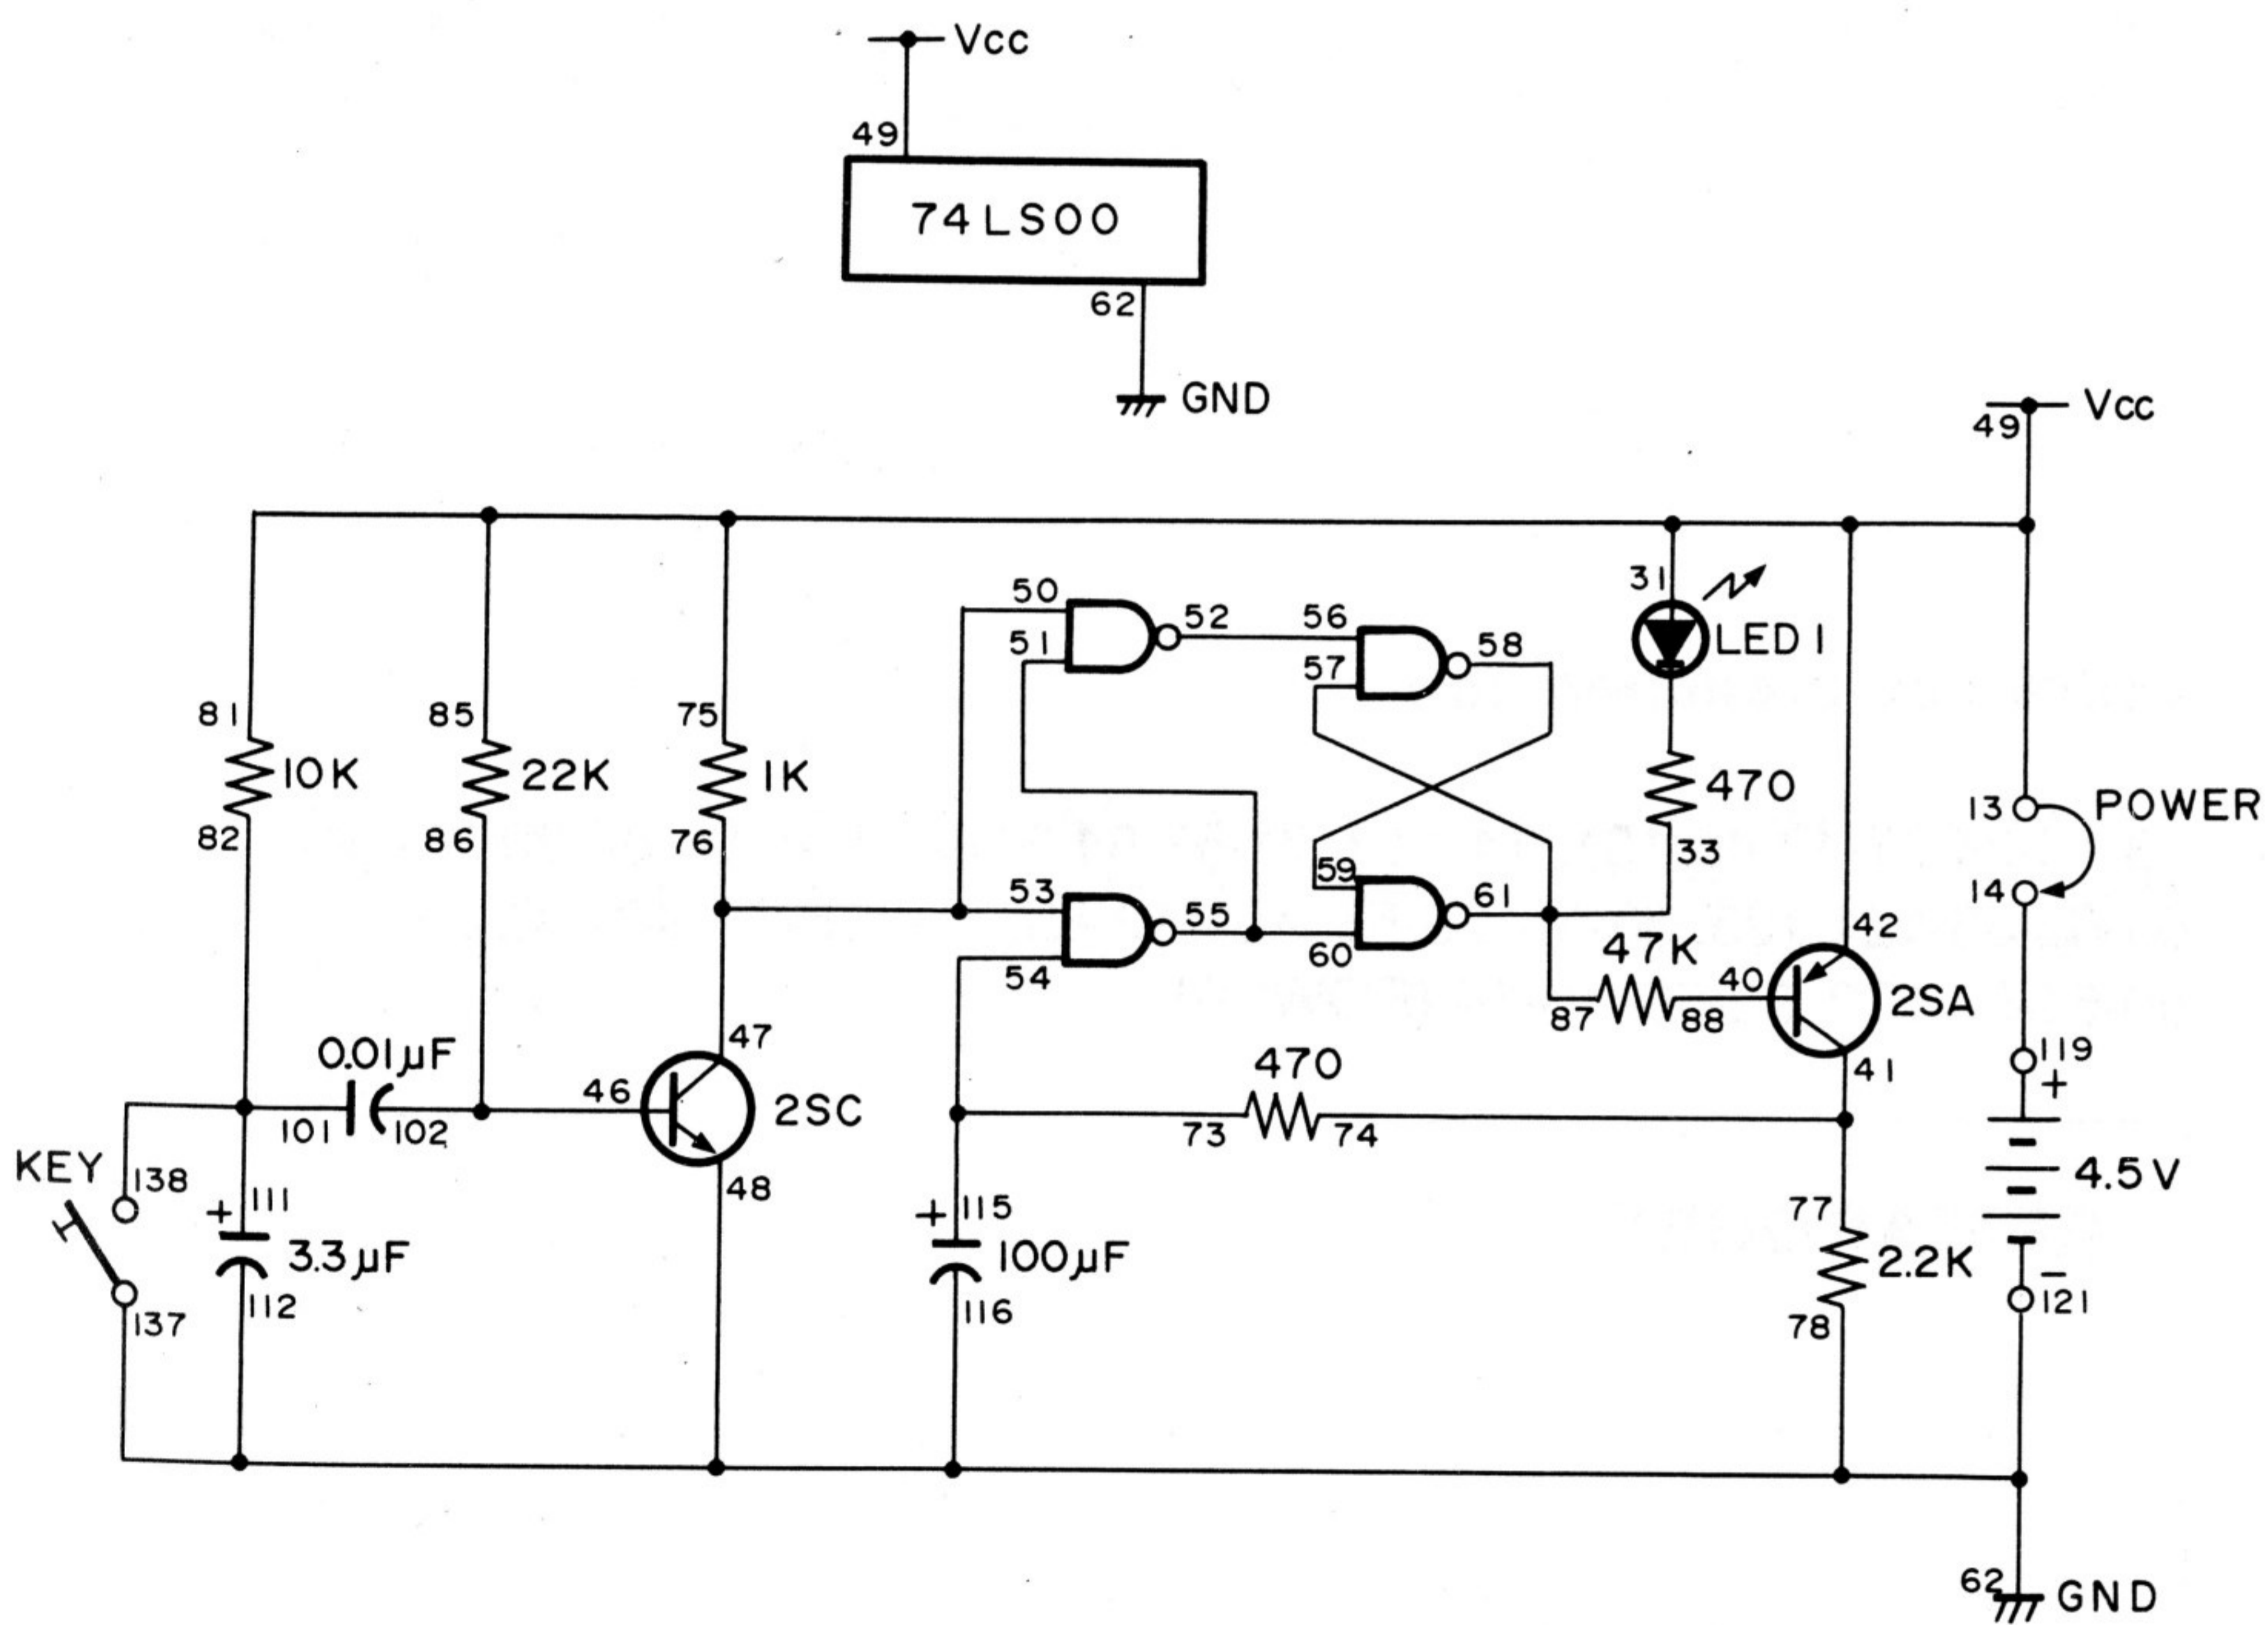 Vcc
49
74LS00
62
GND
Vcc
49
31
50
52
56
LED 1
51
58
57
81
85
75
10K
22K
1K
470
13
POWER
82
86
76
33
59
14
53
61
55
42
47K
60
54
40
2SA
87
88
47
0.01µF
119
+
470
41
46
2SC
101
102
73
74
KEY
138
4.5V
48
111
+
115
+
77
3.3µF
100µF
2.2K
112
116
−
121
137
78
62
GND